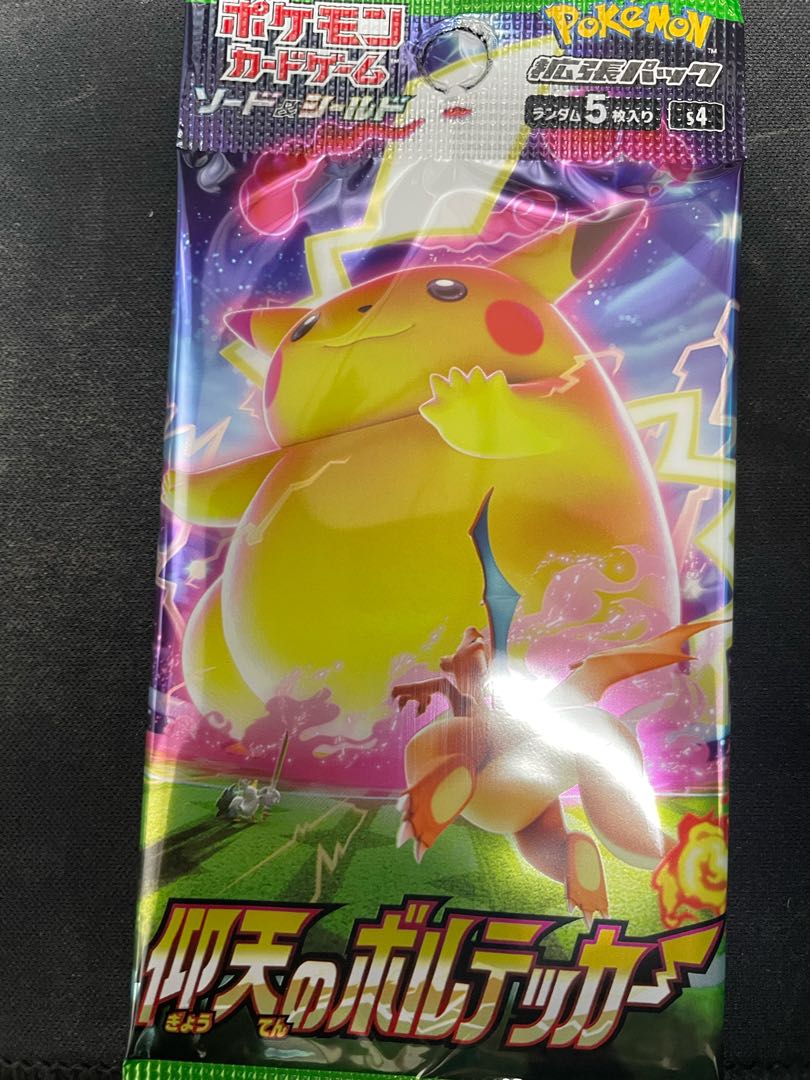 ポケモン
カードゲーム
ソード&シールド
POKéMON™
拡張パック
ランダム5枚入り S4
仰天のボルテッカー
ぎょう てん